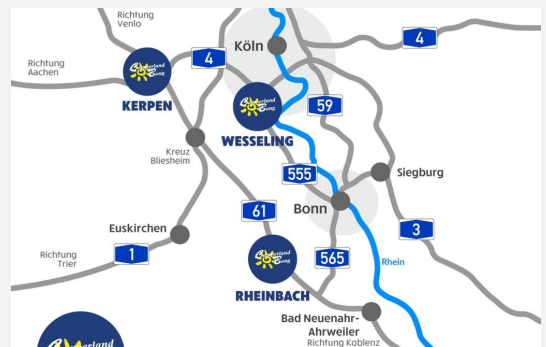 Richtung
Venlo
Köln
4
4
Richtung
Aachen
KERPEN
59
WESSELING
Kreuz
Bliesheim
555
Siegburg
61
Bonn
Euskirchen
3
Richtung
Trier
1
565
Rhein
RHEINBACH
Bad Neuenahr-
Ahrweiler
Richtung Koblenz